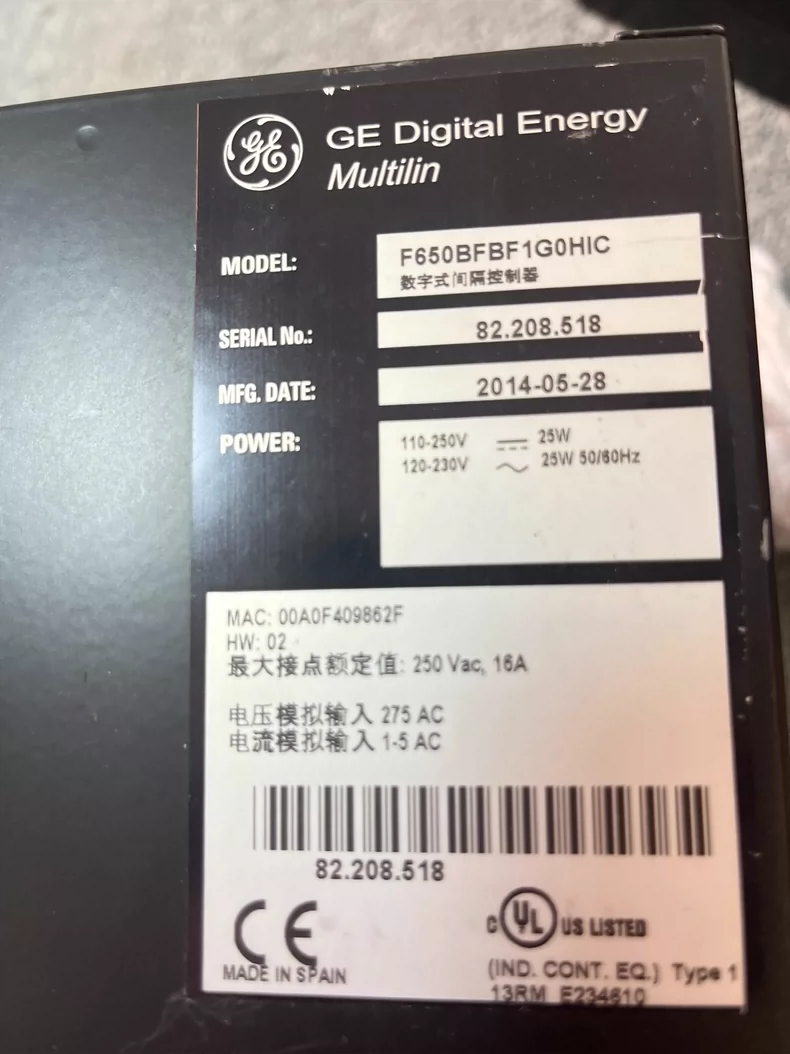 GE
GE Digital Energy
Multilin
MODEL: F650BFBF1G0HIC
数字式间隔控制器
SERIAL No.: 82.208.518
MFG. DATE: 2014-05-28
POWER: 110-250V ⎓ 25W
120-230V ~ 25W 50/60Hz
MAC: 00A0F409862F
HW: 02
最大接点额定值: 250 Vac, 16A
电压模拟输入 275 AC
电流模拟输入 1-5 AC
82.208.518
CE
C UL US LISTED
MADE IN SPAIN
(IND. CONT. EQ.) Type 1
13RM E234610